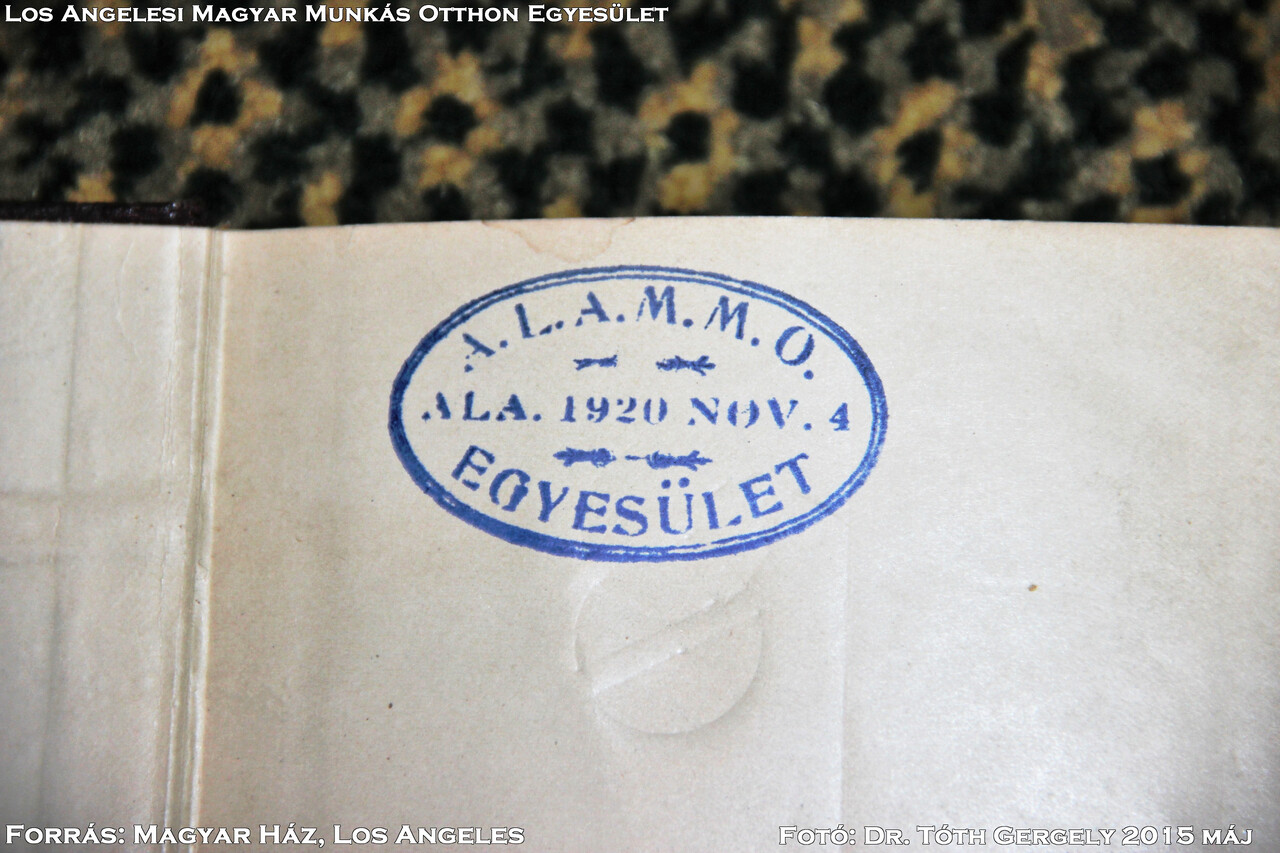 Los Angelesi Magyar Munkás Otthon Egyesület
A.L.A.M.M.O.
ALA. 1920 NOV. 4
EGYESÜLET
Forrás: Magyar Ház, Los Angeles
Fotó: Dr. Tóth Gergely 2015 máj